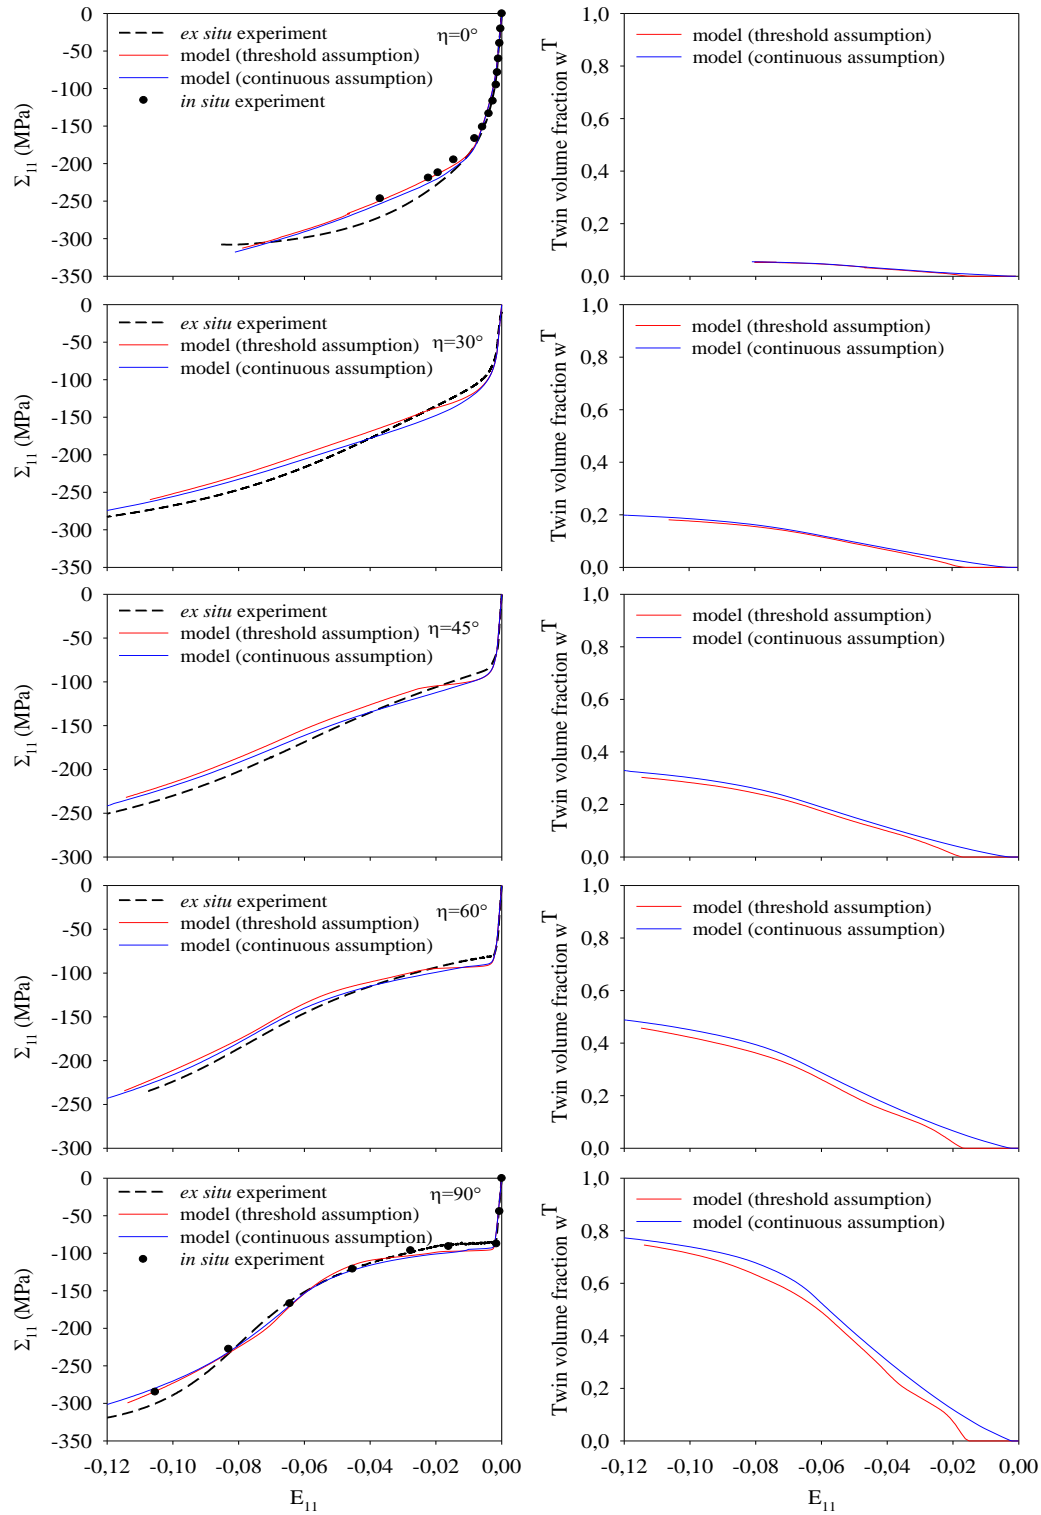 0
-50
-100
-150
-200
-250
-300
-350
Σ11 (MPa)
ex situ experiment
model (threshold assumption)
model (continuous assumption)
in situ experiment
η=0°
1,0
0,8
0,6
0,4
0,2
0,0
Twin volume fraction wT
model (threshold assumption)
model (continuous assumption)
0
-50
-100
-150
-200
-250
-300
-350
Σ11 (MPa)
ex situ experiment
model (threshold assumption)
model (continuous assumption)
η=30°
1,0
0,8
0,6
0,4
0,2
0,0
Twin volume fraction wT
model (threshold assumption)
model (continuous assumption)
0
-50
-100
-150
-200
-250
-300
Σ11 (MPa)
ex situ experiment
model (threshold assumption)
model (continuous assumption)
η=45°
1,0
0,8
0,6
0,4
0,2
0,0
Twin volume fraction wT
model (threshold assumption)
model (continuous assumption)
0
-50
-100
-150
-200
-250
-300
Σ11 (MPa)
ex situ experiment
model (threshold assumption)
model (continuous assumption)
η=60°
1,0
0,8
0,6
0,4
0,2
0,0
Twin volume fraction wT
model (threshold assumption)
model (continuous assumption)
0
-50
-100
-150
-200
-250
-300
-350
Σ11 (MPa)
ex situ experiment
model (threshold assumption)
model (continuous assumption)
in situ experiment
η=90°
-0,12 -0,10 -0,08 -0,06 -0,04 -0,02 0,00
E11
1,0
0,8
0,6
0,4
0,2
0,0
Twin volume fraction wT
model (threshold assumption)
model (continuous assumption)
-0,12 -0,10 -0,08 -0,06 -0,04 -0,02 0,00
E11